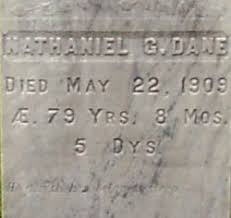 NATHANIEL G. DANE
DIED MAY 22, 1909
Æ. 79 YRS. 8 MOS.
5 DYS.